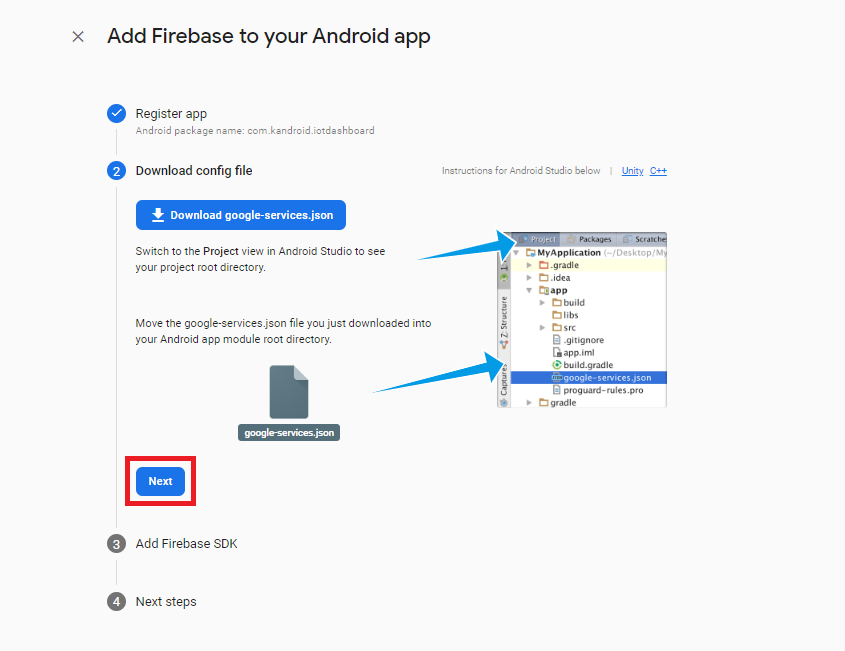 Add Firebase to your Android app
Register app
Android package name: com.kandroid.iotdashboard
2 Download config file
Instructions for Android Studio below | Unity C++
Download google-services.json
Switch to the Project view in Android Studio to see
your project root directory.
Move the google-services.json file you just downloaded into
your Android app module root directory.
google-services.json
Project Packages Scratche
MyApplication (~/Desktop/My
.gradle
.idea
app
build
libs
src
.gitignore
app.iml
build.gradle
google-services.json
proguard-rules.pro
gradle
Z: Structure
Captures
Next
3 Add Firebase SDK
4 Next steps